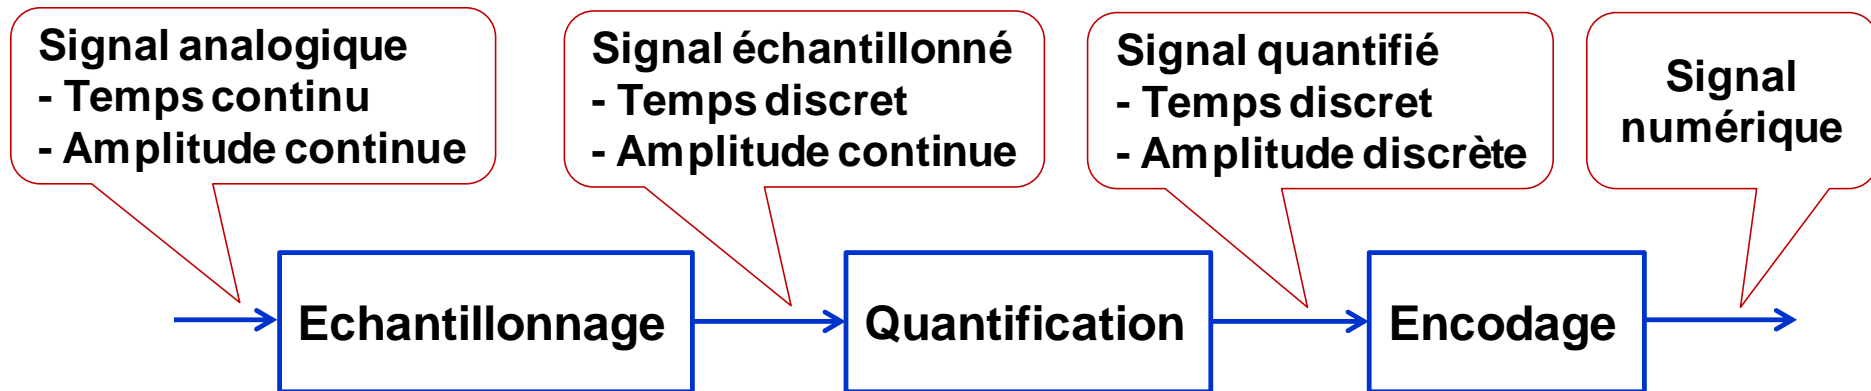 Signal analogique
- Temps continu
- Amplitude continue
Signal échantillonné
- Temps discret
- Amplitude continue
Signal quantifié
- Temps discret
- Amplitude discrète
Signal
numérique
Echantillonnage
Quantification
Encodage